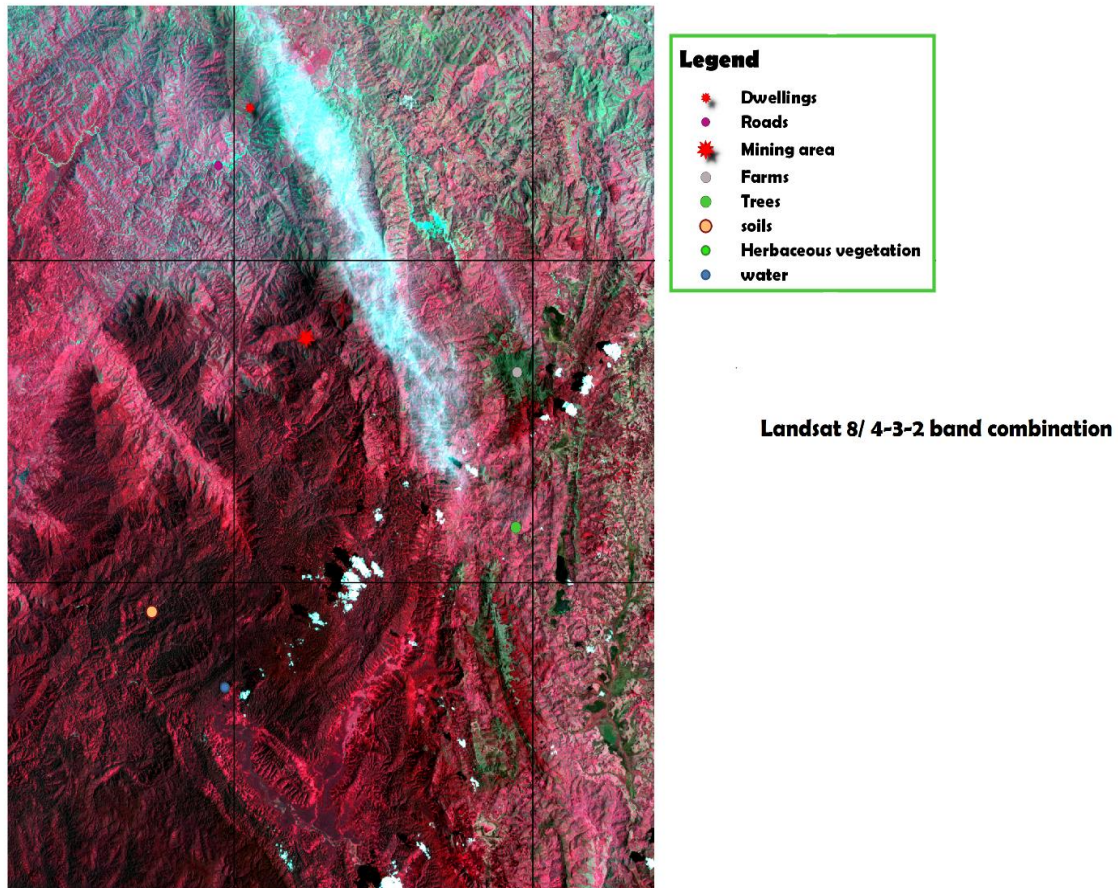 Legend
Dwellings
Roads
Mining area
Farms
Trees
soils
Herbaceous vegetation
water
Landsat 8/ 4-3-2 band combination